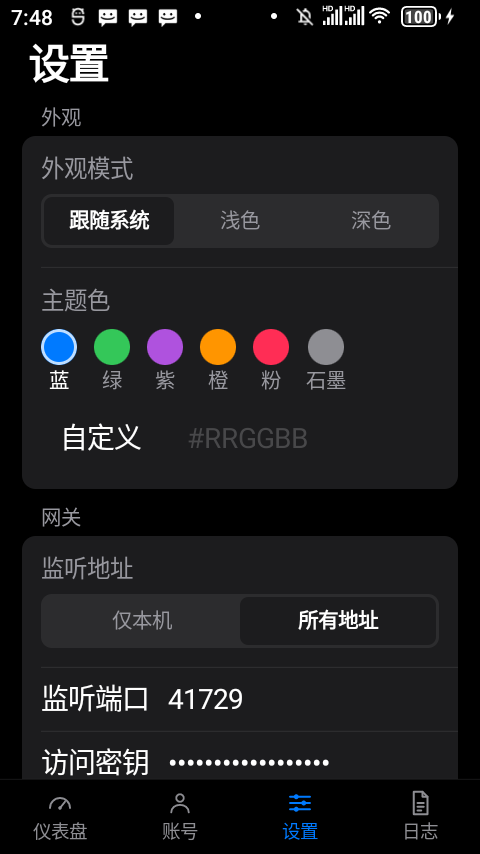 7:48 HD HD 100
设置
外观
外观模式
跟随系统 浅色 深色
主题色
蓝 绿 紫 橙 粉 石墨
自定义 #RRGGBB
网关
监听地址
仅本机 所有地址
监听端口 41729
访问密钥 ••••••••••••••••••
仪表盘 账号 设置 日志